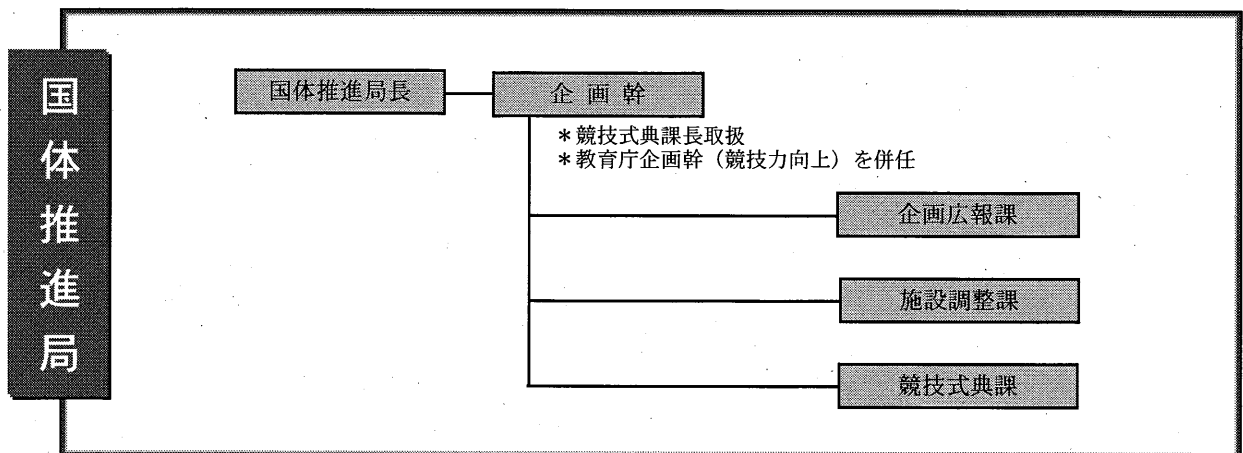 国体推進局
国体推進局長
企画幹
＊競技式典課長取扱
＊教育庁企画幹（競技力向上）を併任
企画広報課
施設調整課
競技式典課